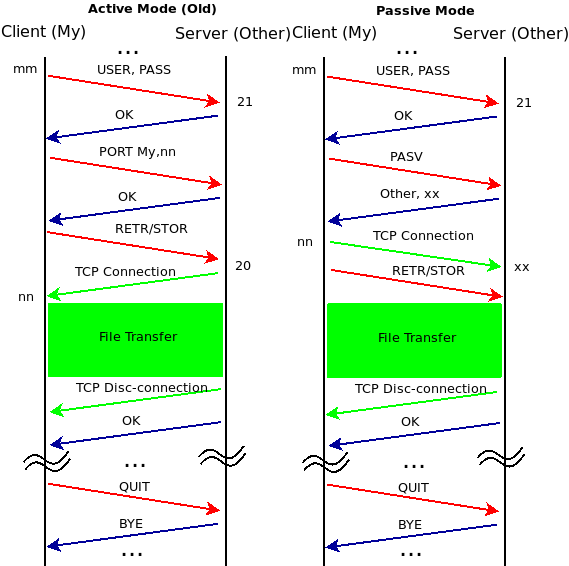 Active Mode (Old)
Client (My)
Server (Other)
...
mm
USER, PASS
21
OK
PORT My,nn
OK
RETR/STOR
TCP Connection
20
nn
File Transfer
TCP Disc-connection
OK
...
QUIT
BYE
...
Passive Mode
Client (My)
Server (Other)
...
mm
USER, PASS
21
OK
PASV
Other, xx
nn
TCP Connection
xx
RETR/STOR
File Transfer
TCP Disc-connection
OK
...
QUIT
BYE
...